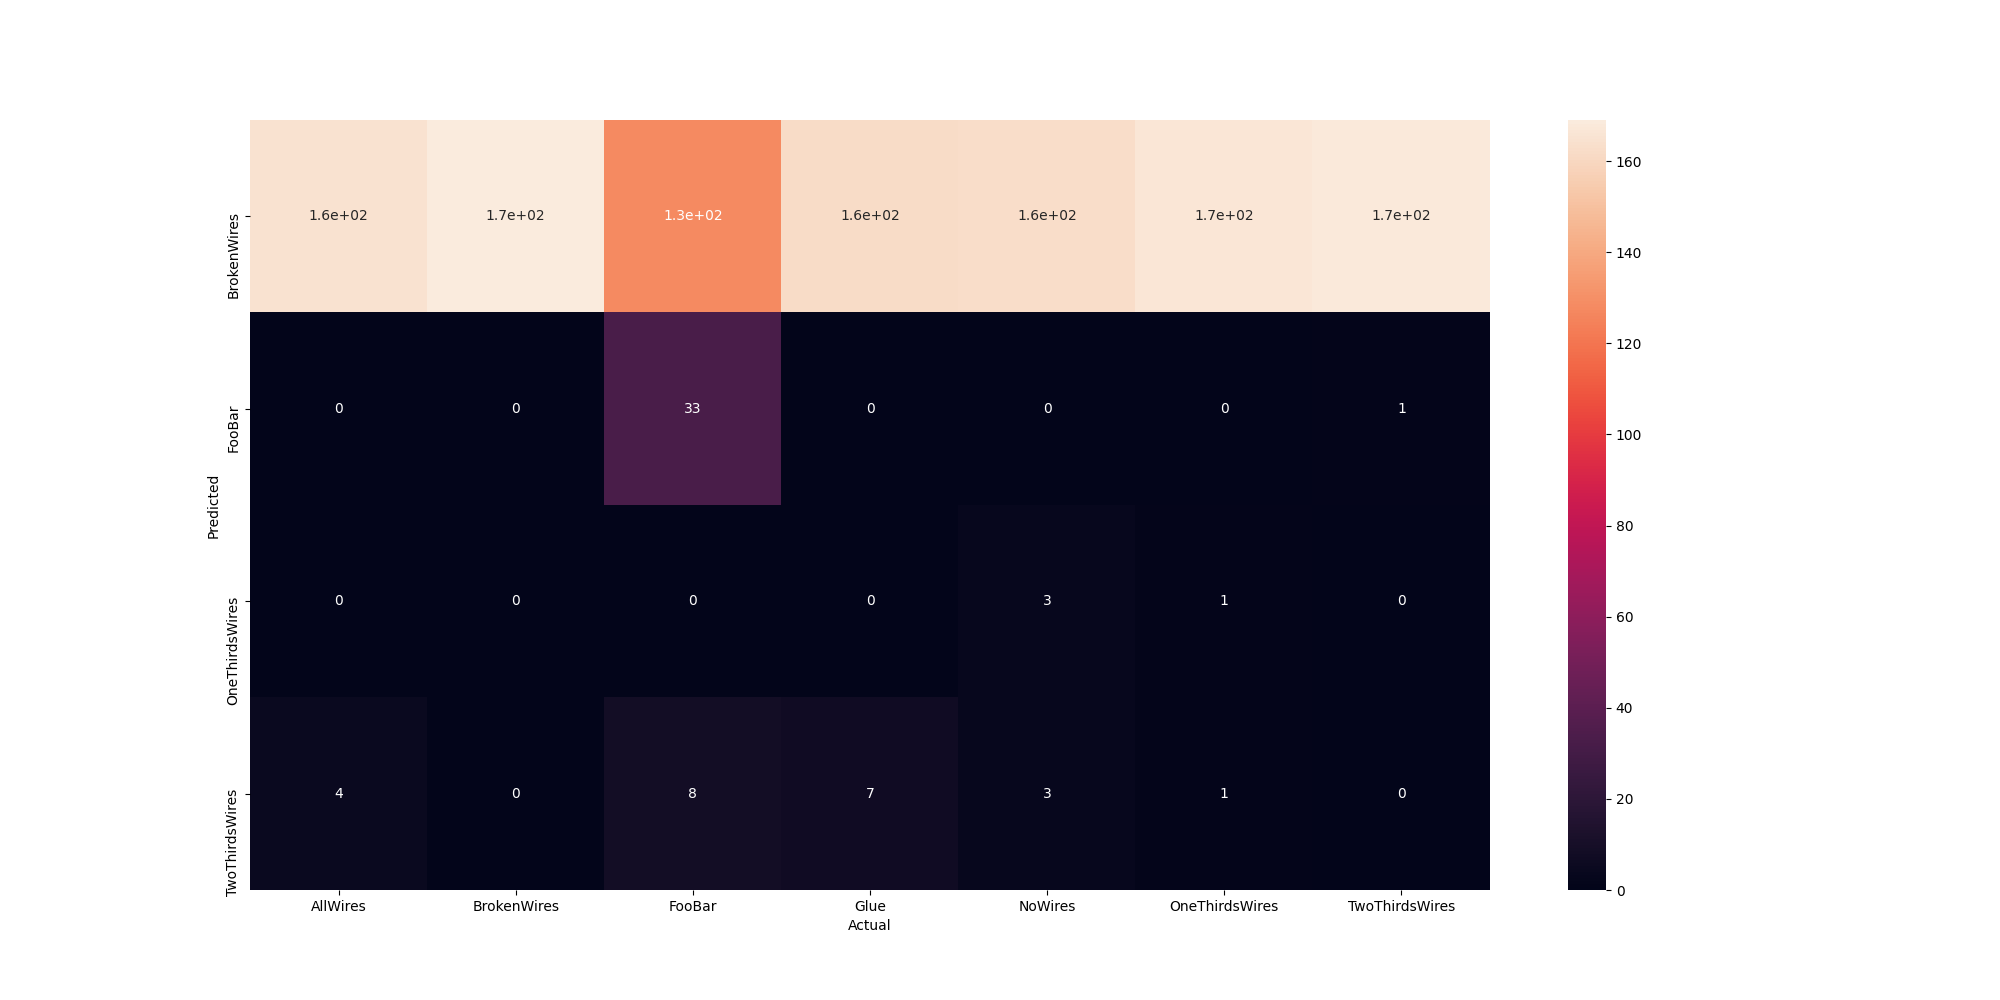 160
1.6e+02 1.7e+02 1.3e+02 1.6e+02 1.6e+02 1.7e+02 1.7e+02
BrokenWires
140
120
0 0 33 0 0 0 1
FooBar
100
Predicted
80
0 0 0 0 3 1 0
OneThirdsWires
60
40
4 0 8 7 3 1 0
TwoThirdsWires
20
0
AllWires BrokenWires FooBar Glue NoWires OneThirdsWires TwoThirdsWires
Actual